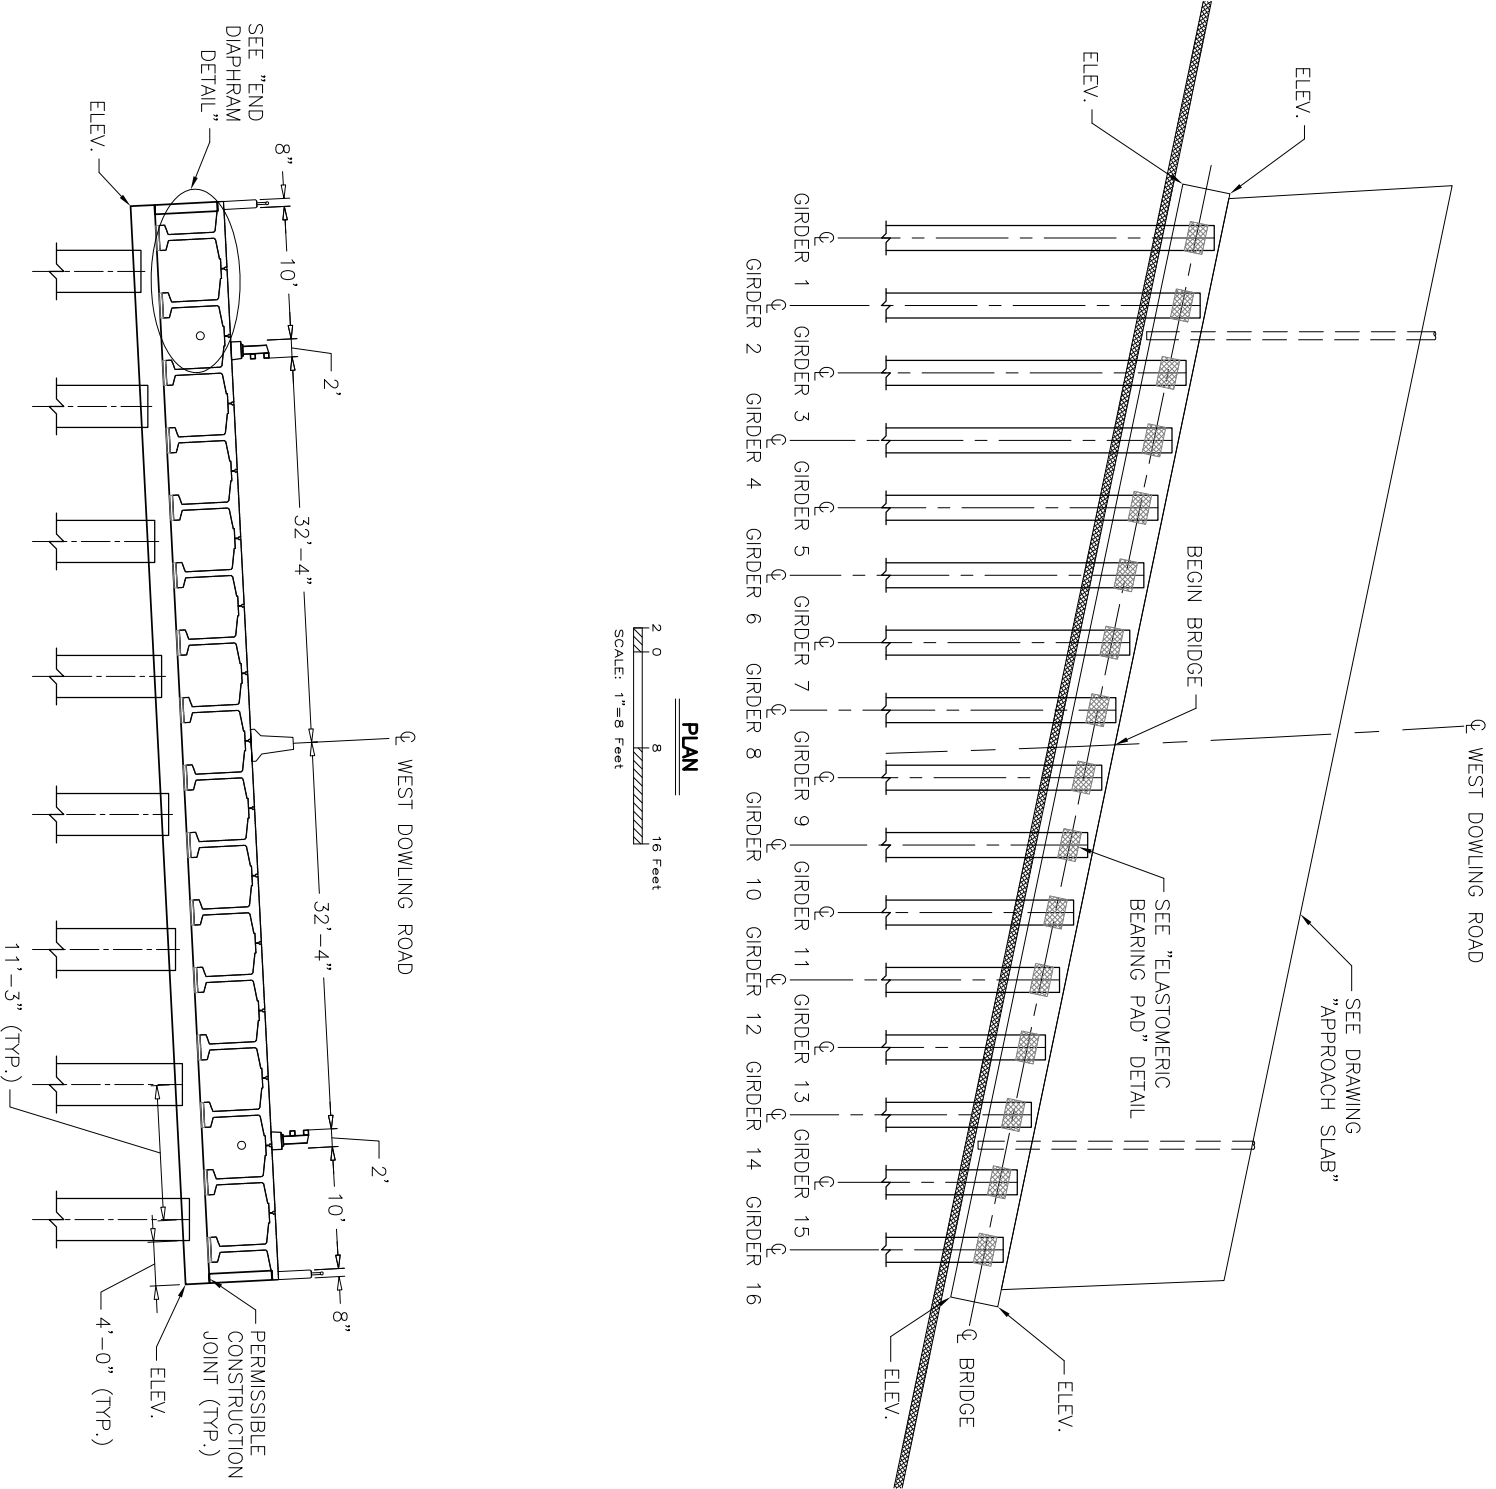 ELEV.
ELEV.
BEGIN BRIDGE
℄ WEST DOWLING ROAD
SEE "ELASTOMERIC
BEARING PAD" DETAIL
SEE DRAWING
"APPROACH SLAB"
ELEV.
ELEV.
℄ BRIDGE
℄
GIRDER 1
℄
GIRDER 2
℄
GIRDER 3
℄
GIRDER 4
℄
GIRDER 5
℄
GIRDER 6
℄
GIRDER 7
℄
GIRDER 8
℄
GIRDER 9
℄
GIRDER 10
℄
GIRDER 11
℄
GIRDER 12
℄
GIRDER 13
℄
GIRDER 14
℄
GIRDER 15
℄
GIRDER 16
PLAN
2 0 8 16 Feet
SCALE: 1"=8 Feet
℄ WEST DOWLING ROAD
SEE "END
DIAPHRAM
DETAIL"
ELEV.
8"
10'
2'
32'-4"
32'-4"
2'
10'
8"
PERMISSIBLE
CONSTRUCTION
JOINT (TYP.)
ELEV.
4'-0" (TYP.)
11'-3" (TYP.)